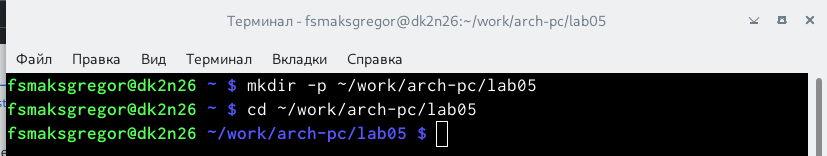 Терминал - fsmaksgregor@dk2n26:~/work/arch-pc/lab05
Файл Правка Вид Терминал Вкладки Справка
fsmaksgregor@dk2n26 ~ $ mkdir -p ~/work/arch-pc/lab05
fsmaksgregor@dk2n26 ~ $ cd ~/work/arch-pc/lab05
fsmaksgregor@dk2n26 ~/work/arch-pc/lab05 $